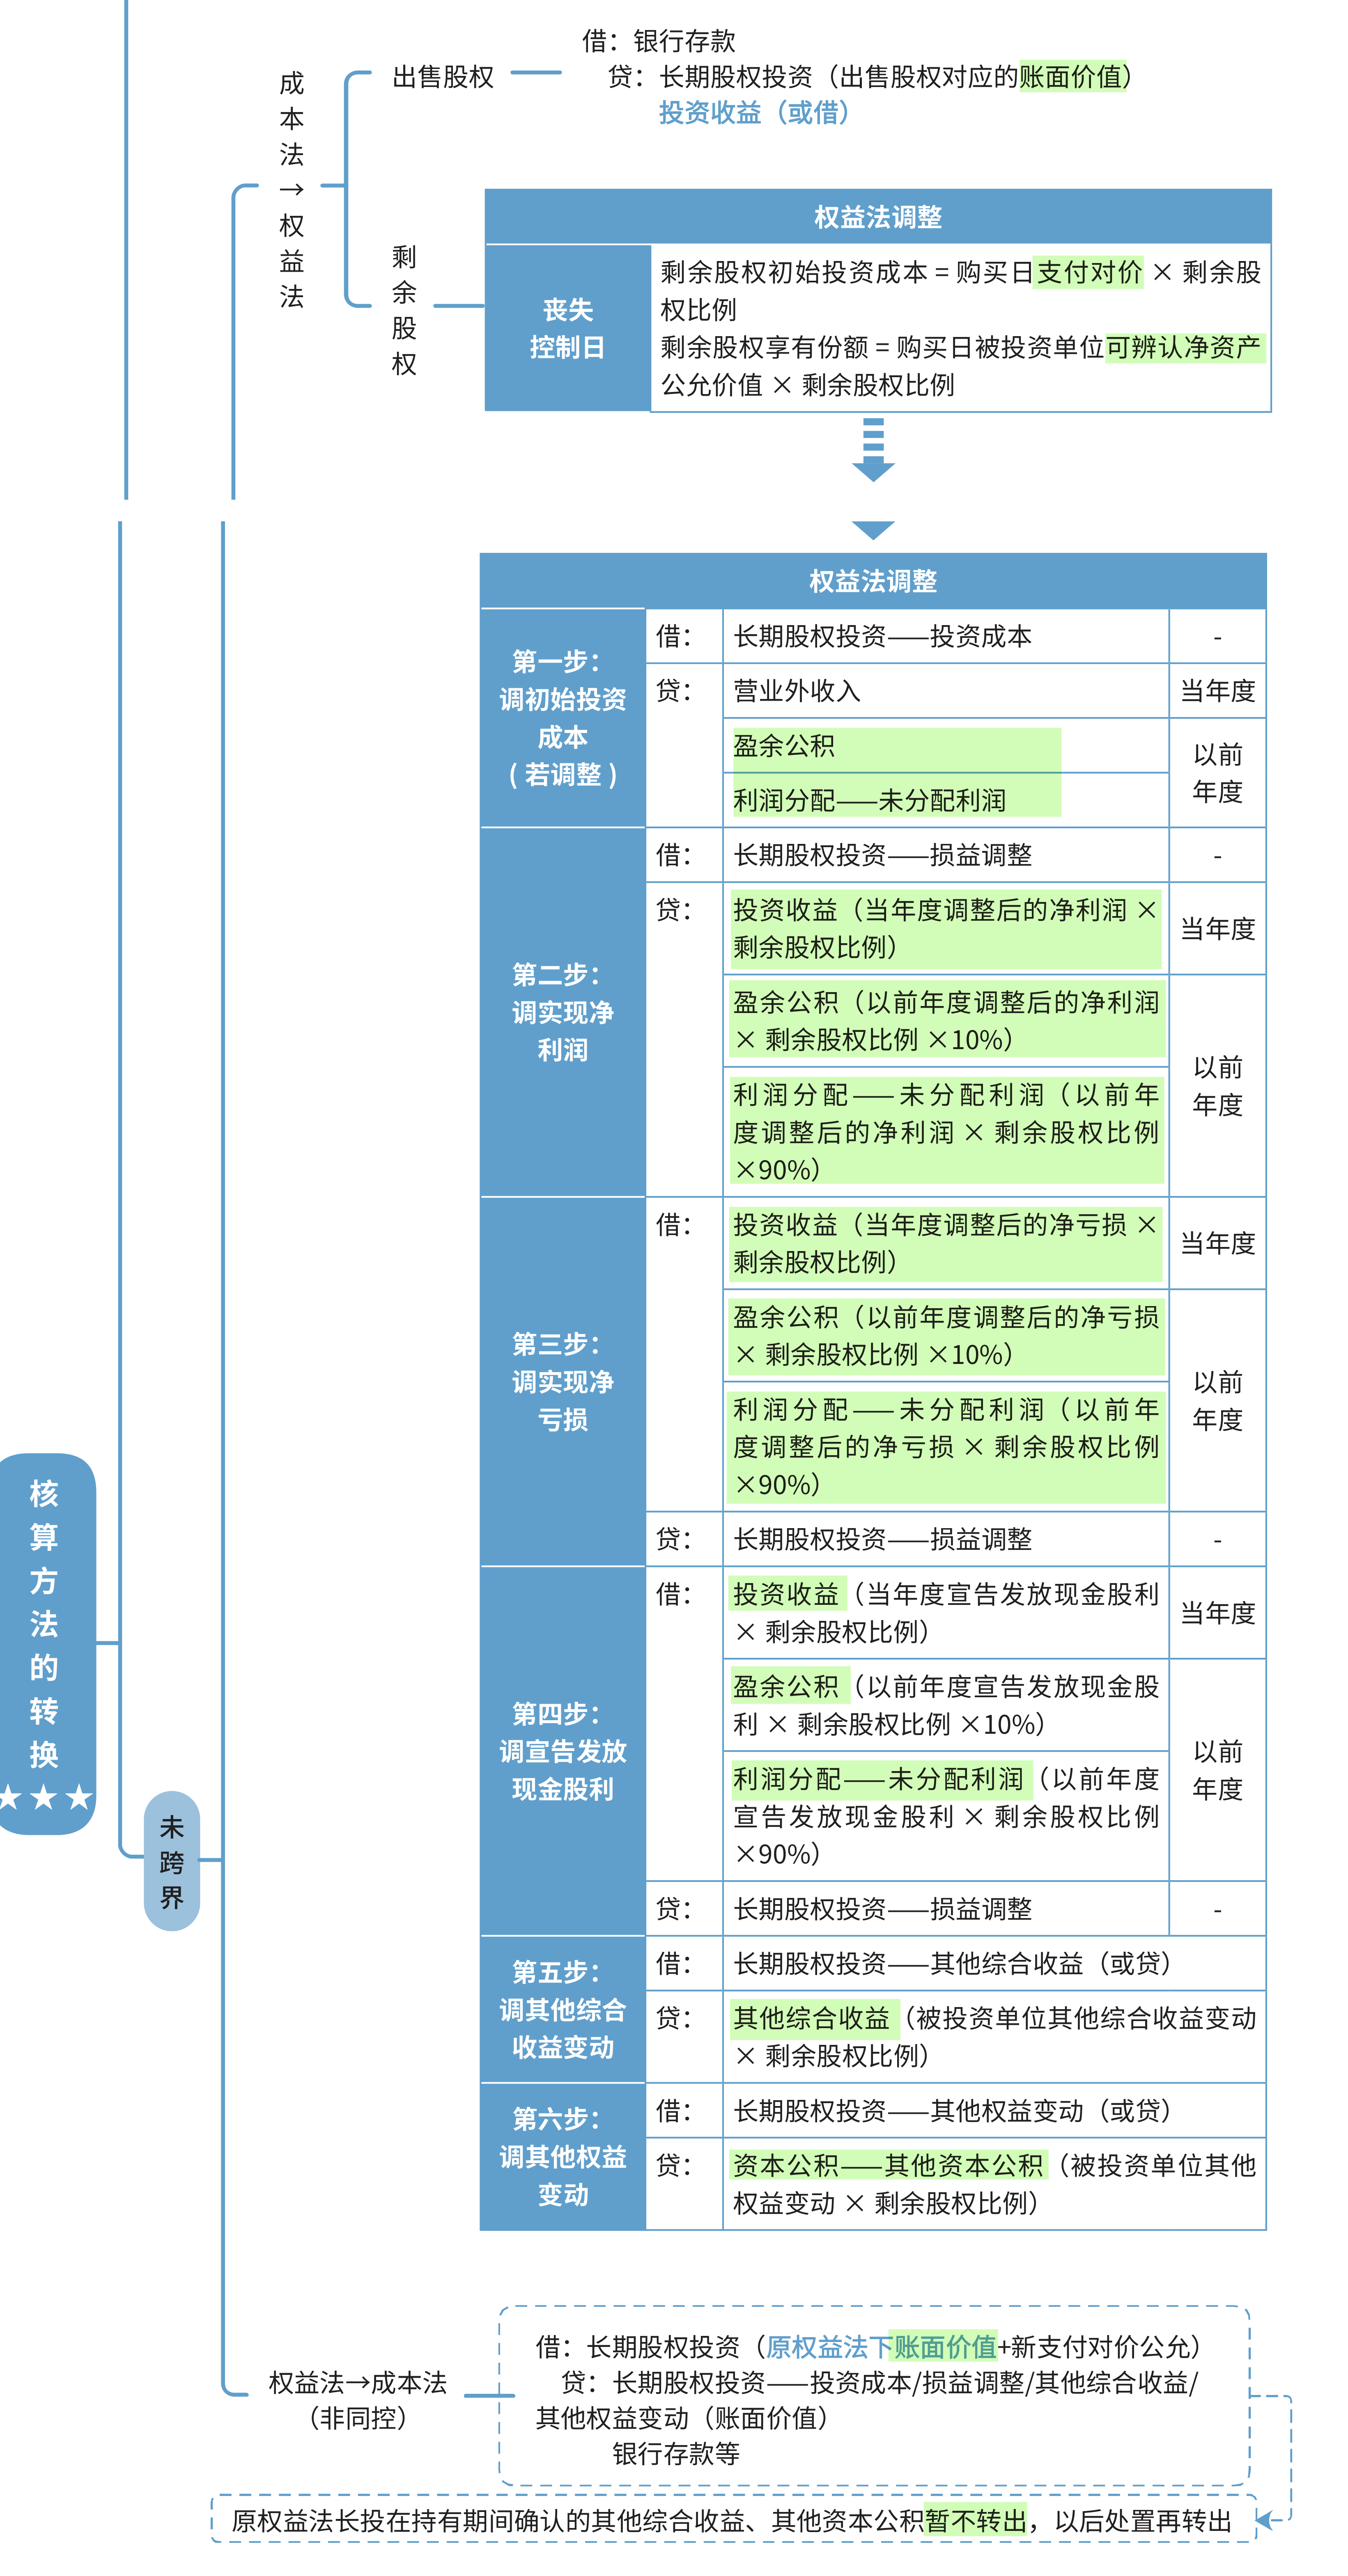 借：银行存款
贷：长期股权投资（出售股权对应的账面价值）
投资收益（或借）
出售股权
成本法→权益法
剩余股权
权益法调整
丧失
控制日
剩余股权初始投资成本 = 购买日支付对价 × 剩余股
权比例
剩余股权享有份额 = 购买日被投资单位可辨认净资产
公允价值 × 剩余股权比例
权益法调整
第一步：
调初始投资
成本
( 若调整 )
借：
长期股权投资——投资成本
-
贷：
营业外收入
当年度
盈余公积
利润分配——未分配利润
以前
年度
第二步：
调实现净
利润
借：
长期股权投资——损益调整
-
贷：
投资收益（当年度调整后的净利润 ×
剩余股权比例）
当年度
盈余公积（以前年度调整后的净利润
× 剩余股权比例 ×10%）
利润分配——未分配利润（以前年
度调整后的净利润 × 剩余股权比例
×90%）
以前
年度
第三步：
调实现净
亏损
借：
投资收益（当年度调整后的净亏损 ×
剩余股权比例）
当年度
盈余公积（以前年度调整后的净亏损
× 剩余股权比例 ×10%）
利润分配——未分配利润（以前年
度调整后的净亏损 × 剩余股权比例
×90%）
以前
年度
贷：
长期股权投资——损益调整
-
第四步：
调宣告发放
现金股利
借：
投资收益（当年度宣告发放现金股利
× 剩余股权比例）
当年度
盈余公积（以前年度宣告发放现金股
利 × 剩余股权比例 ×10%）
利润分配——未分配利润（以前年度
宣告发放现金股利 × 剩余股权比例
×90%）
以前
年度
贷：
长期股权投资——损益调整
-
第五步：
调其他综合
收益变动
借：
长期股权投资——其他综合收益（或贷）
贷：
其他综合收益（被投资单位其他综合收益变动
× 剩余股权比例）
第六步：
调其他权益
变动
借：
长期股权投资——其他权益变动（或贷）
贷：
资本公积——其他资本公积（被投资单位其他
权益变动 × 剩余股权比例）
核算方法的转换
★★★
未跨界
权益法→成本法
（非同控）
借：长期股权投资（原权益法下账面价值+新支付对价公允）
贷：长期股权投资——投资成本/损益调整/其他综合收益/
其他权益变动（账面价值）
银行存款等
原权益法长投在持有期间确认的其他综合收益、其他资本公积暂不转出，以后处置再转出